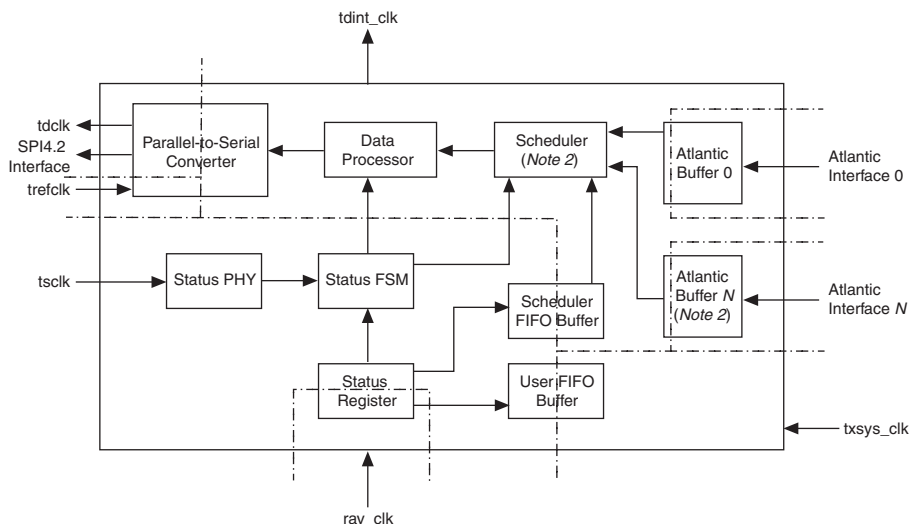 tdint_clk
tdclk
SPI4.2
Interface
trefclk
Parallel-to-Serial
Converter
Data
Processor
Scheduler
(Note 2)
Atlantic
Buffer 0
Atlantic
Interface 0
tsclk
Status PHY
Status FSM
Scheduler
FIFO Buffer
Atlantic
Buffer N
(Note 2)
Atlantic
Interface N
Status
Register
User FIFO
Buffer
txsys_clk
rav_clk